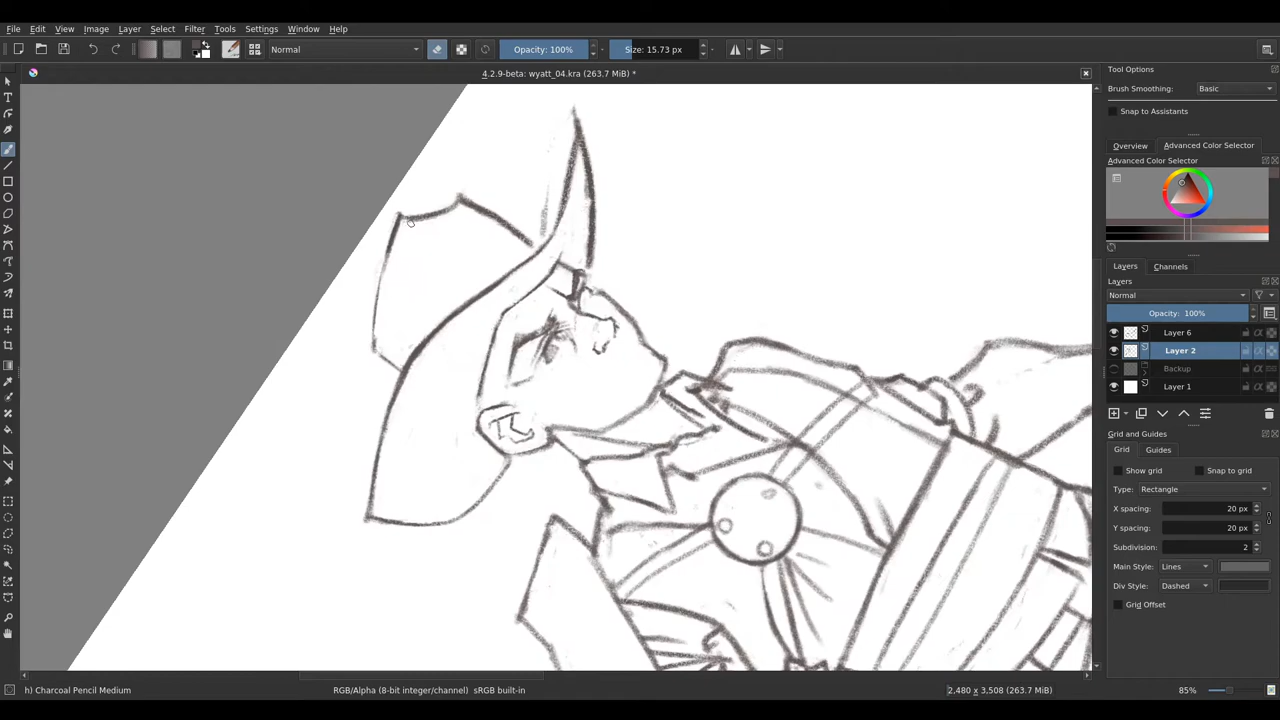 File Edit View Image Layer Select Filter Tools Settings Window Help
Normal Opacity: 100% Size: 15.73 px
4.2.9-beta: wyatt_04.kra (263.7 MiB) *
Tool Options
Brush Smoothing: Basic
Snap to Assistants
Overview Advanced Color Selector
Advanced Color Selector
Layers Channels
Layers
Normal
Opacity: 100%
Layer 6
Layer 2
Backup
Layer 1
Grid and Guides
Grid Guides
Show grid Snap to grid
Type: Rectangle
X spacing: 20 px
Y spacing: 20 px
Subdivision: 2
Main Style: Lines
Div Style: Dashed
Grid Offset
h) Charcoal Pencil Medium RGB/Alpha (8-bit integer/channel) sRGB built-in 2,480 x 3,508 (263.7 MiB) 85%